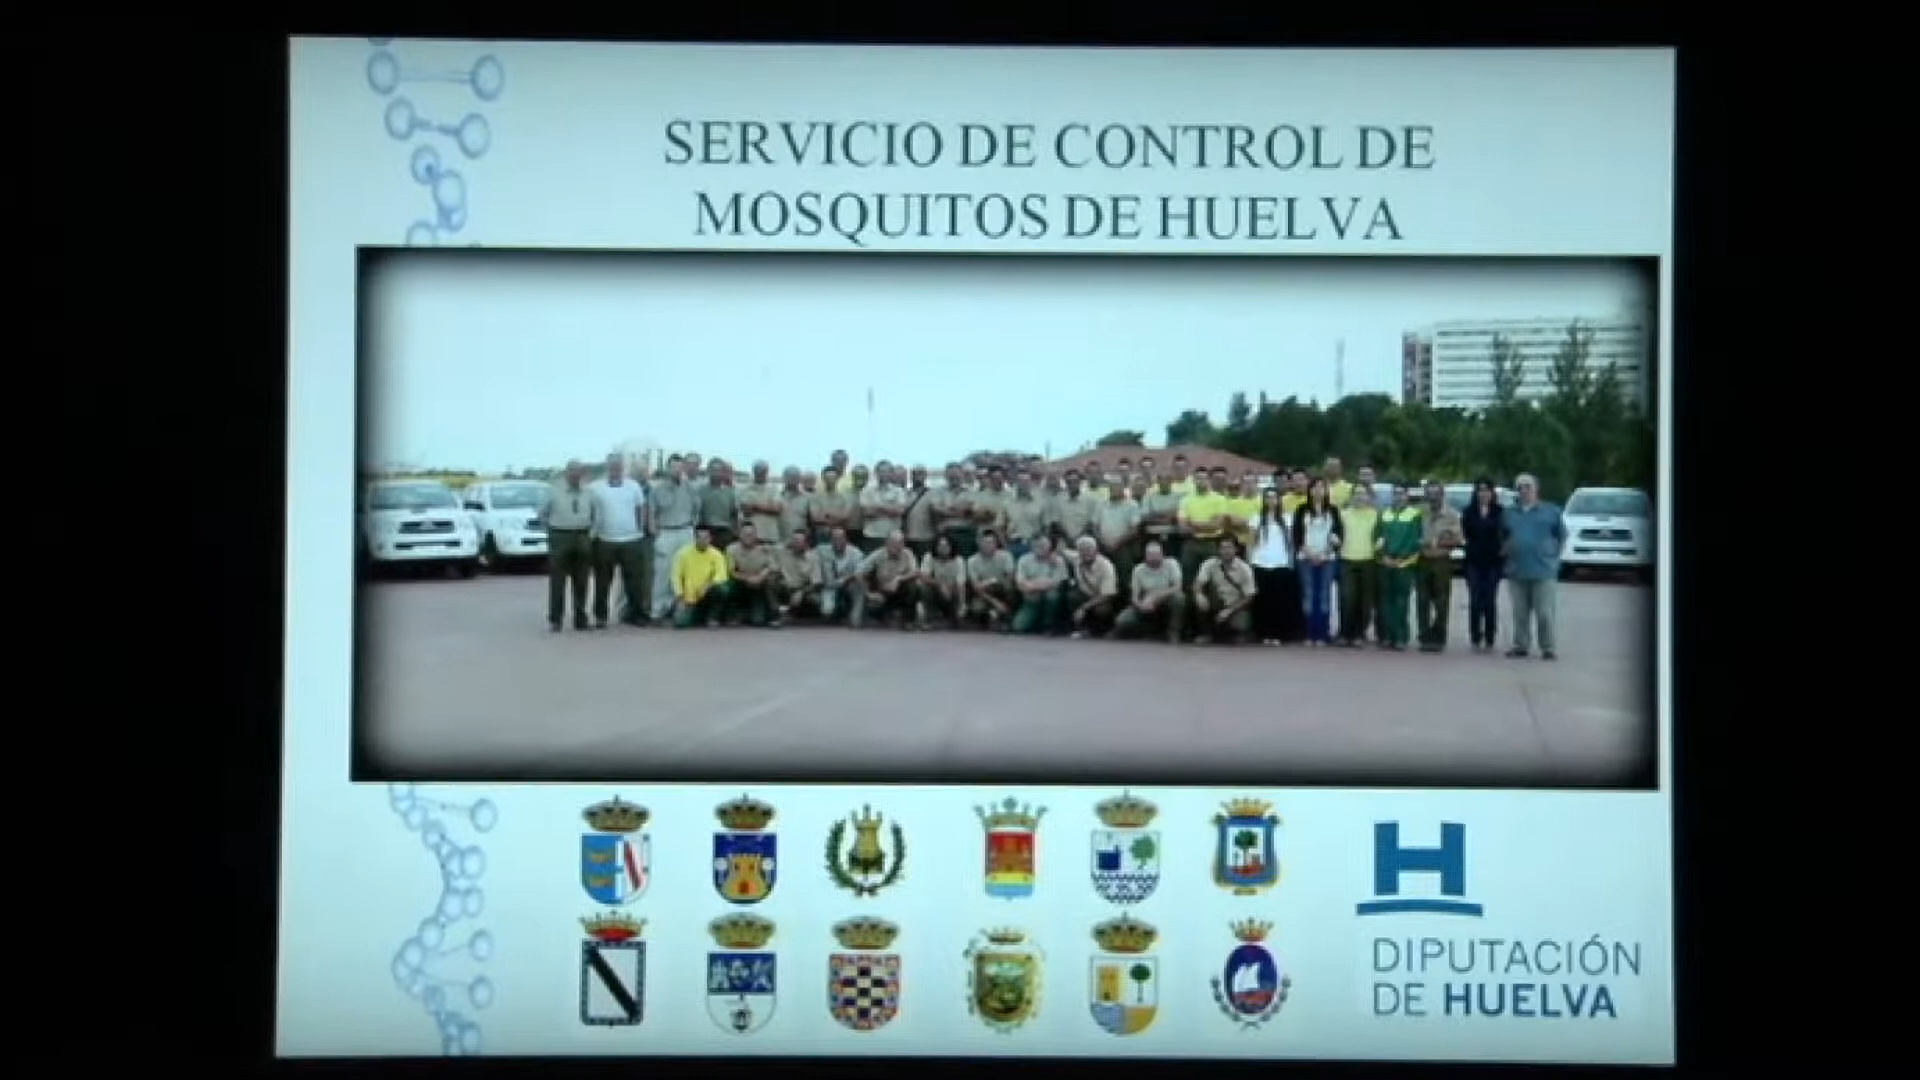 SERVICIO DE CONTROL DE
MOSQUITOS DE HUELVA
DIPUTACIÓN
DE HUELVA